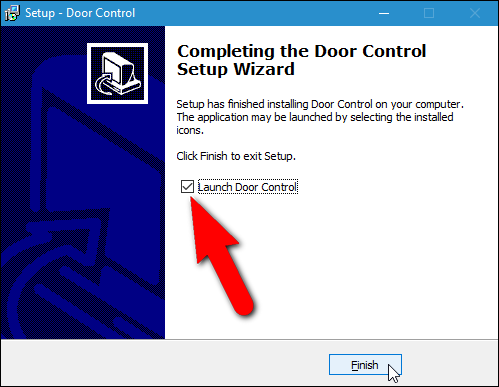 Setup - Door Control
Completing the Door Control
Setup Wizard
Setup has finished installing Door Control on your computer.
The application may be launched by selecting the installed
icons.
Click Finish to exit Setup.
Launch Door Control
Finish